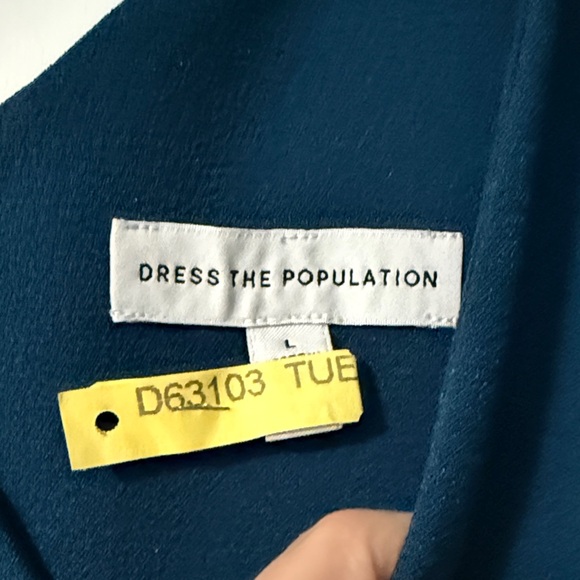 DRESS THE POPULATION
L
D63103 TUE